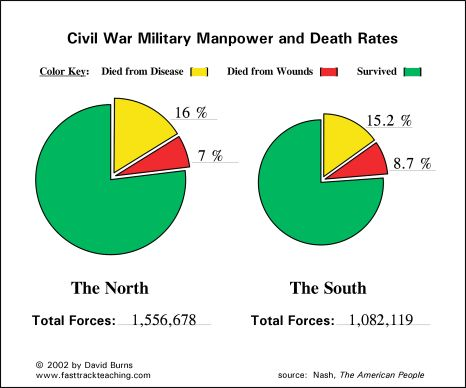 Civil War Military Manpower and Death Rates
Color Key: Died from Disease Died from Wounds Survived
16 %
7 %
15.2 %
8.7 %
The North The South
Total Forces: 1,556,678 Total Forces: 1,082,119
© 2002 by David Burns
www.fasttrackteaching.com source: Nash, The American People